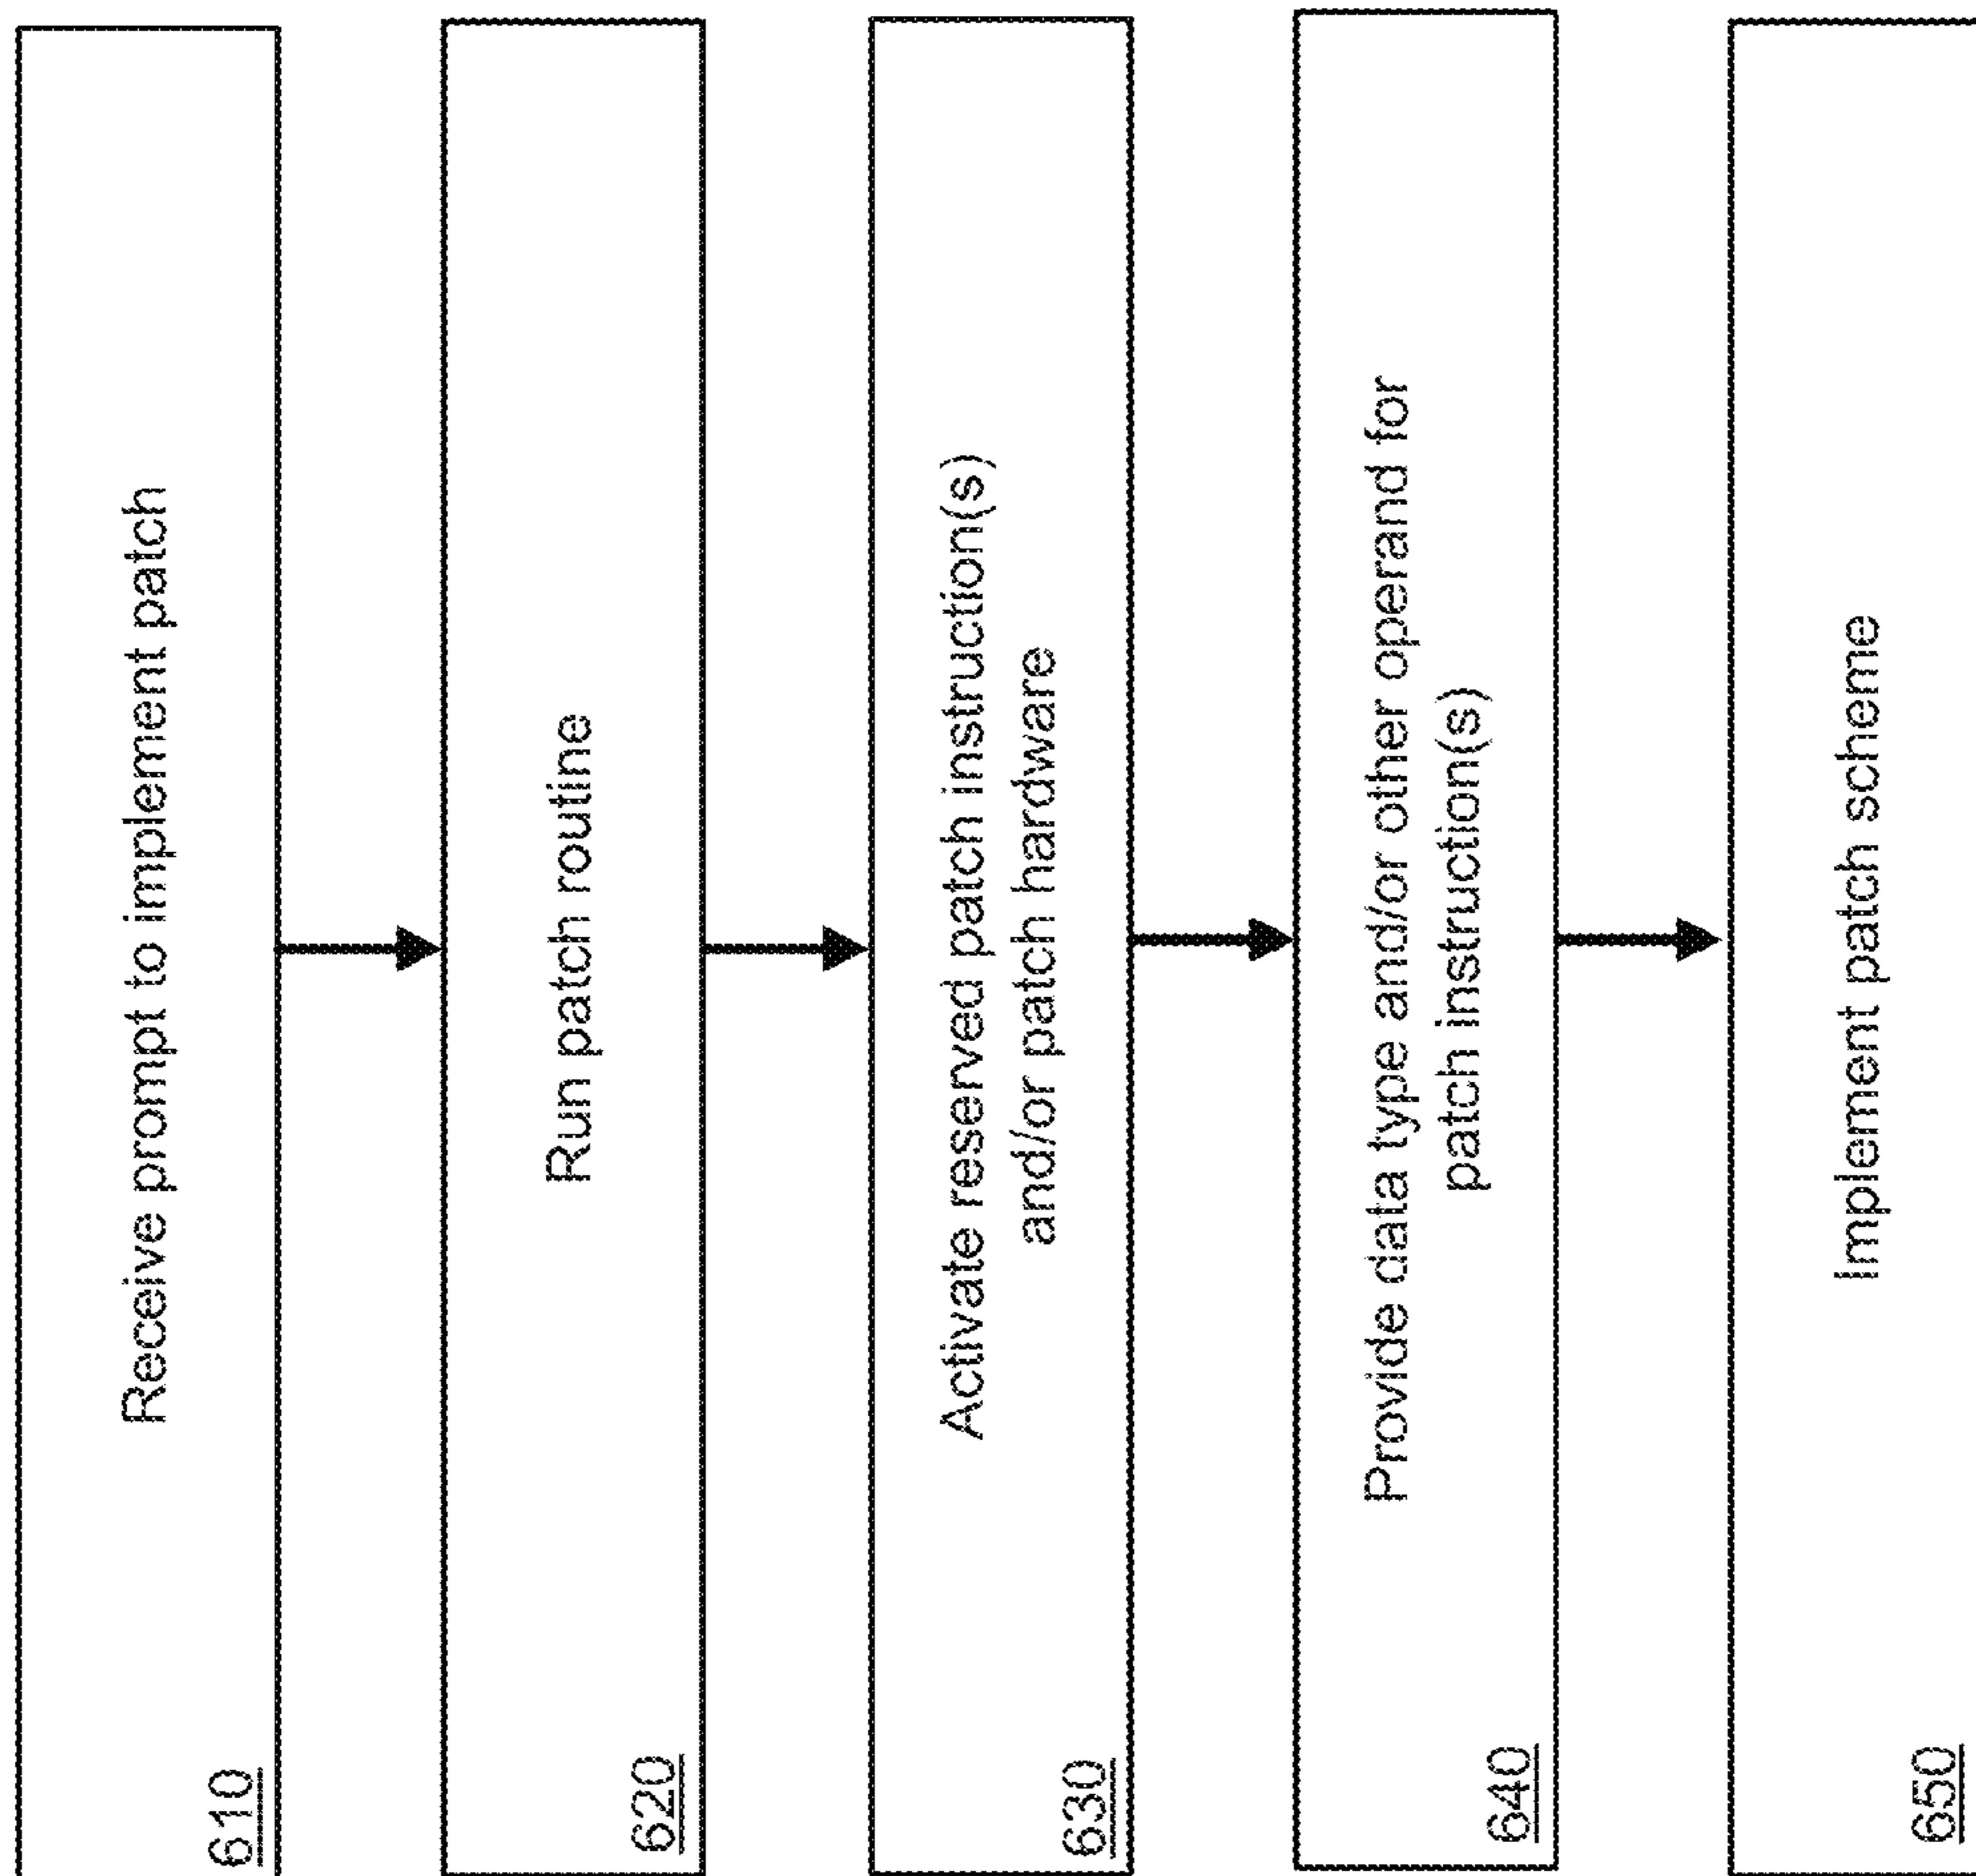 Receive prompt to implement patch
610
Run patch routine
620
Activate reserved patch instruction(s)
and/or patch hardware
630
Provide data type and/or other operand for
patch instruction(s)
640
Implement patch scheme
650